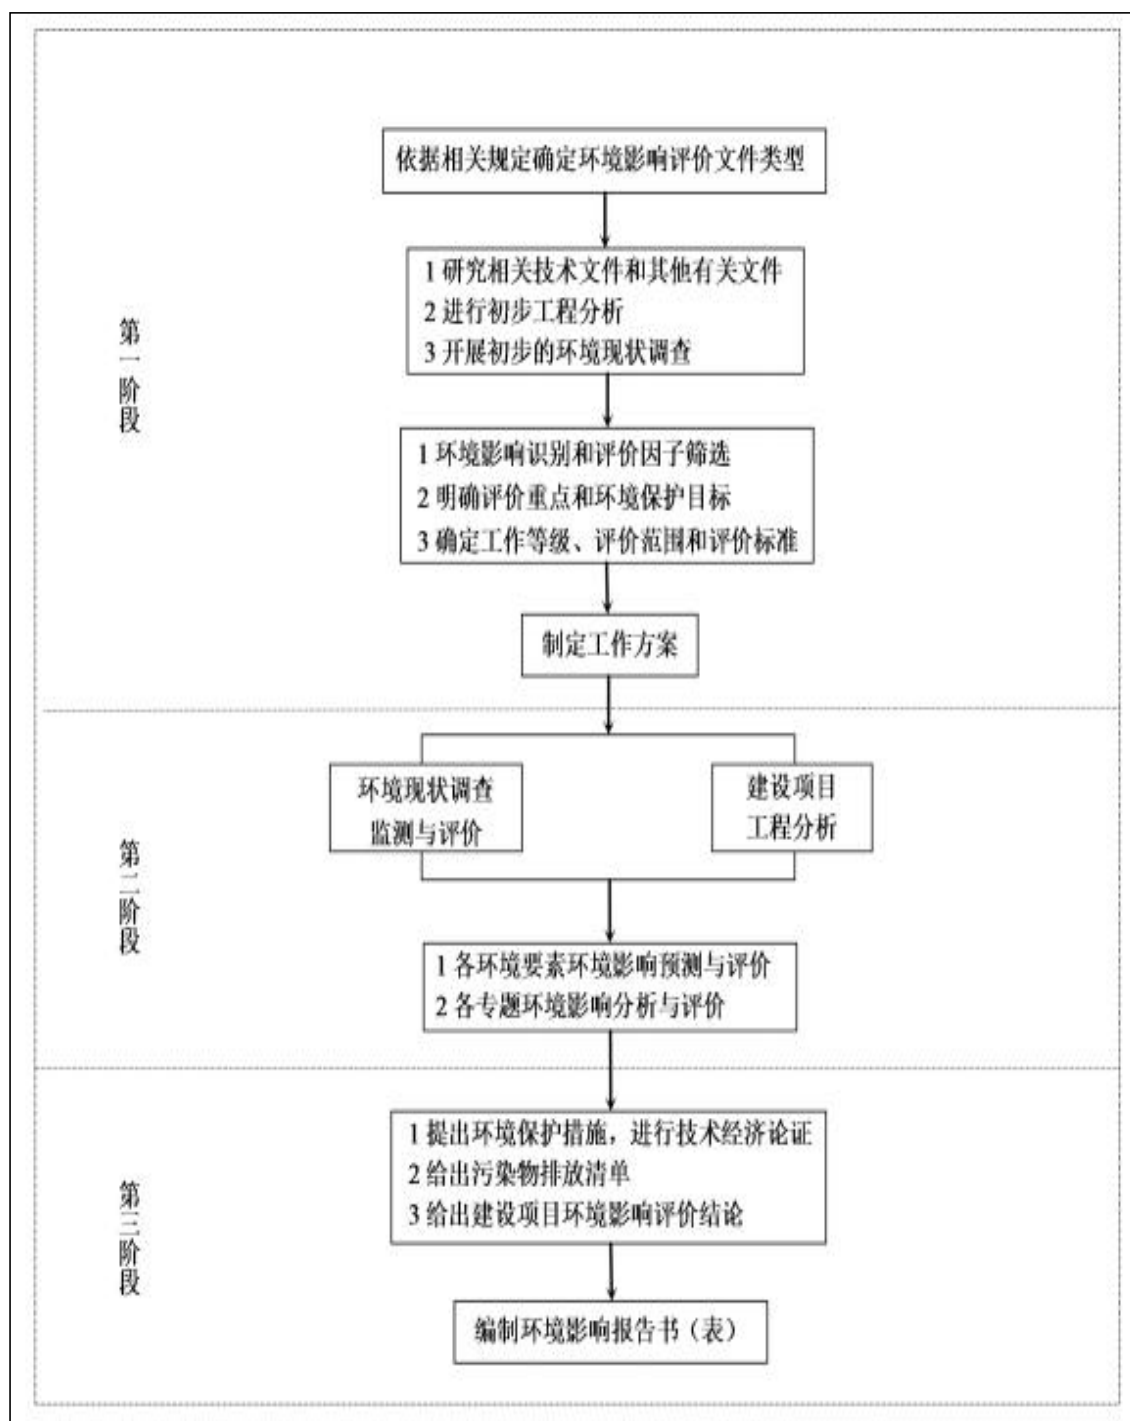 依据相关规定确定环境影响评价文件类型
1 研究相关技术文件和其他有关文件
2 进行初步工程分析
3 开展初步的环境现状调查
第一阶段
1 环境影响识别和评价因子筛选
2 明确评价重点和环境保护目标
3 确定工作等级、评价范围和评价标准
制定工作方案
环境现状调查
监测与评价
建设项目
工程分析
第二阶段
1 各环境要素环境影响预测与评价
2 各专题环境影响分析与评价
1 提出环境保护措施，进行技术经济论证
2 给出污染物排放清单
3 给出建设项目环境影响评价结论
第三阶段
编制环境影响报告书（表）